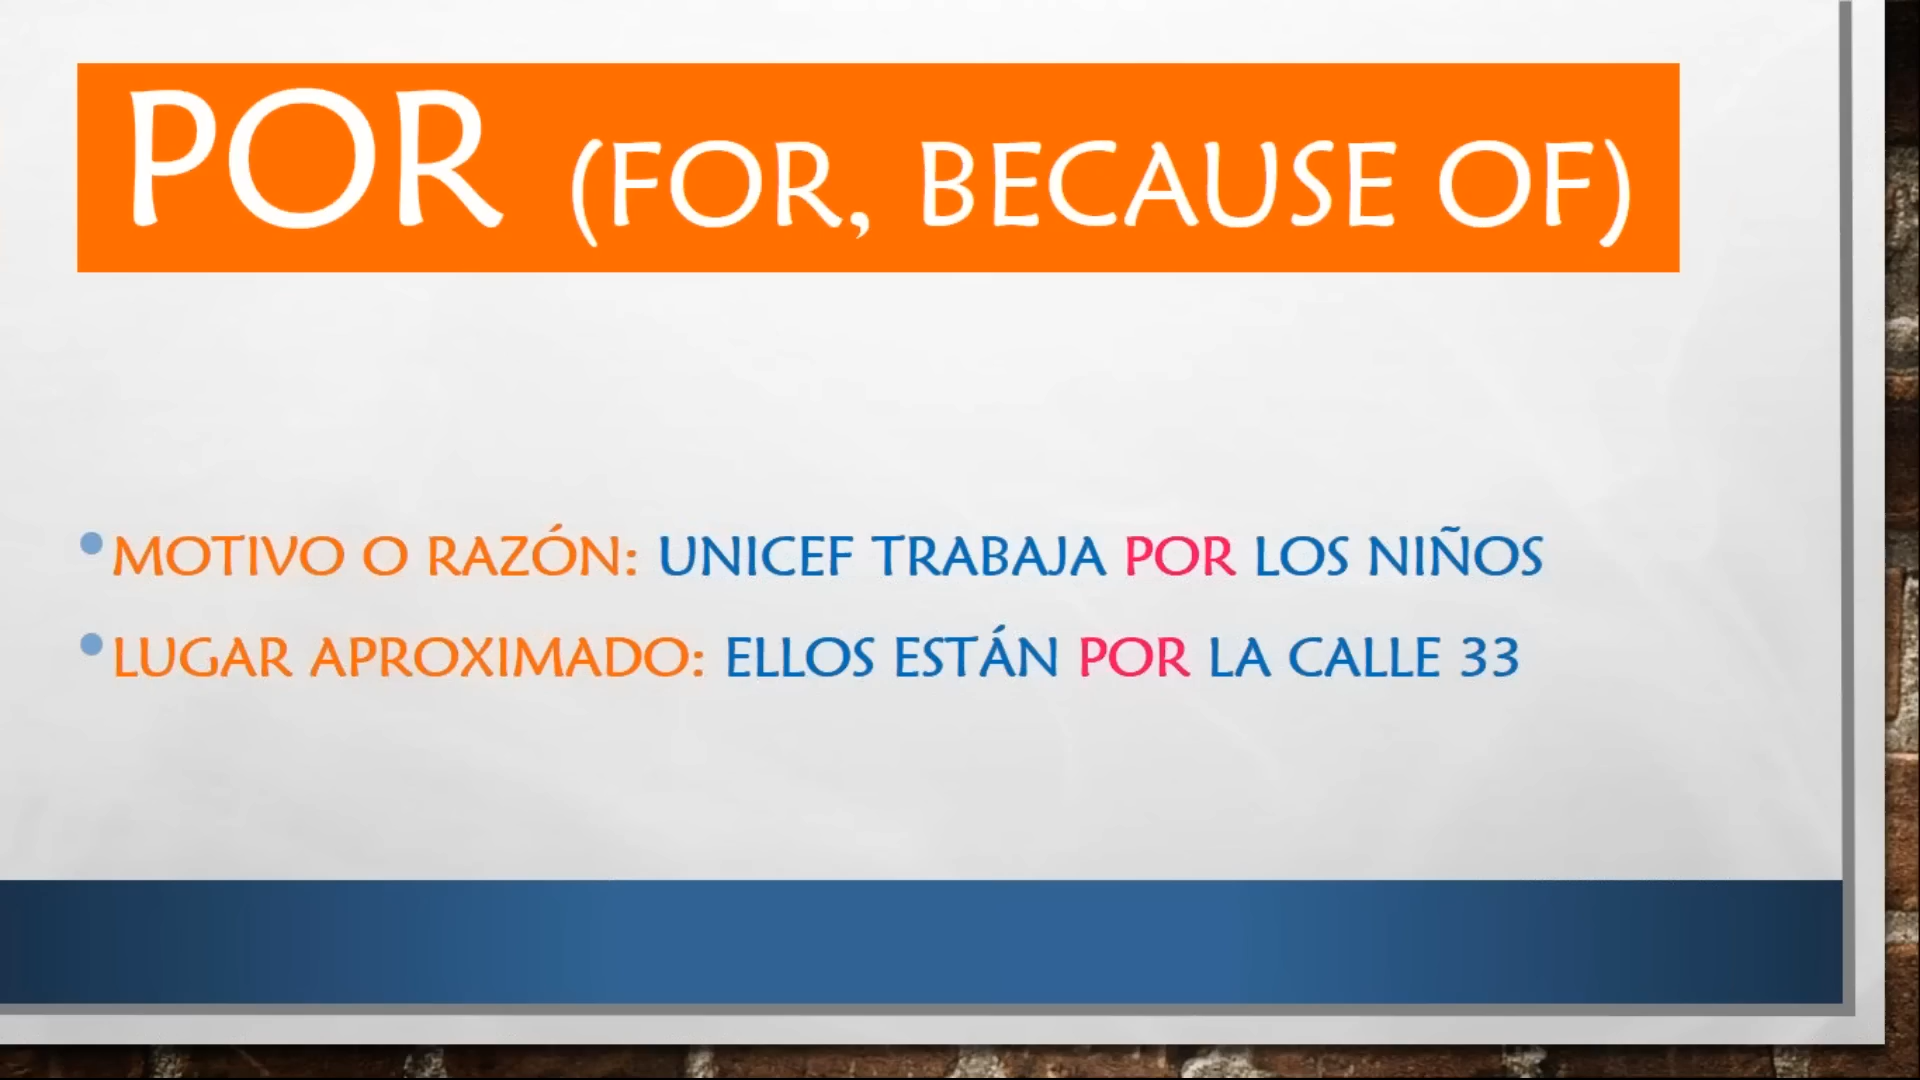 POR (FOR, BECAUSE OF)
• MOTIVO O RAZÓN: UNICEF TRABAJA POR LOS NIÑOS
• LUGAR APROXIMADO: ELLOS ESTÁN POR LA CALLE 33